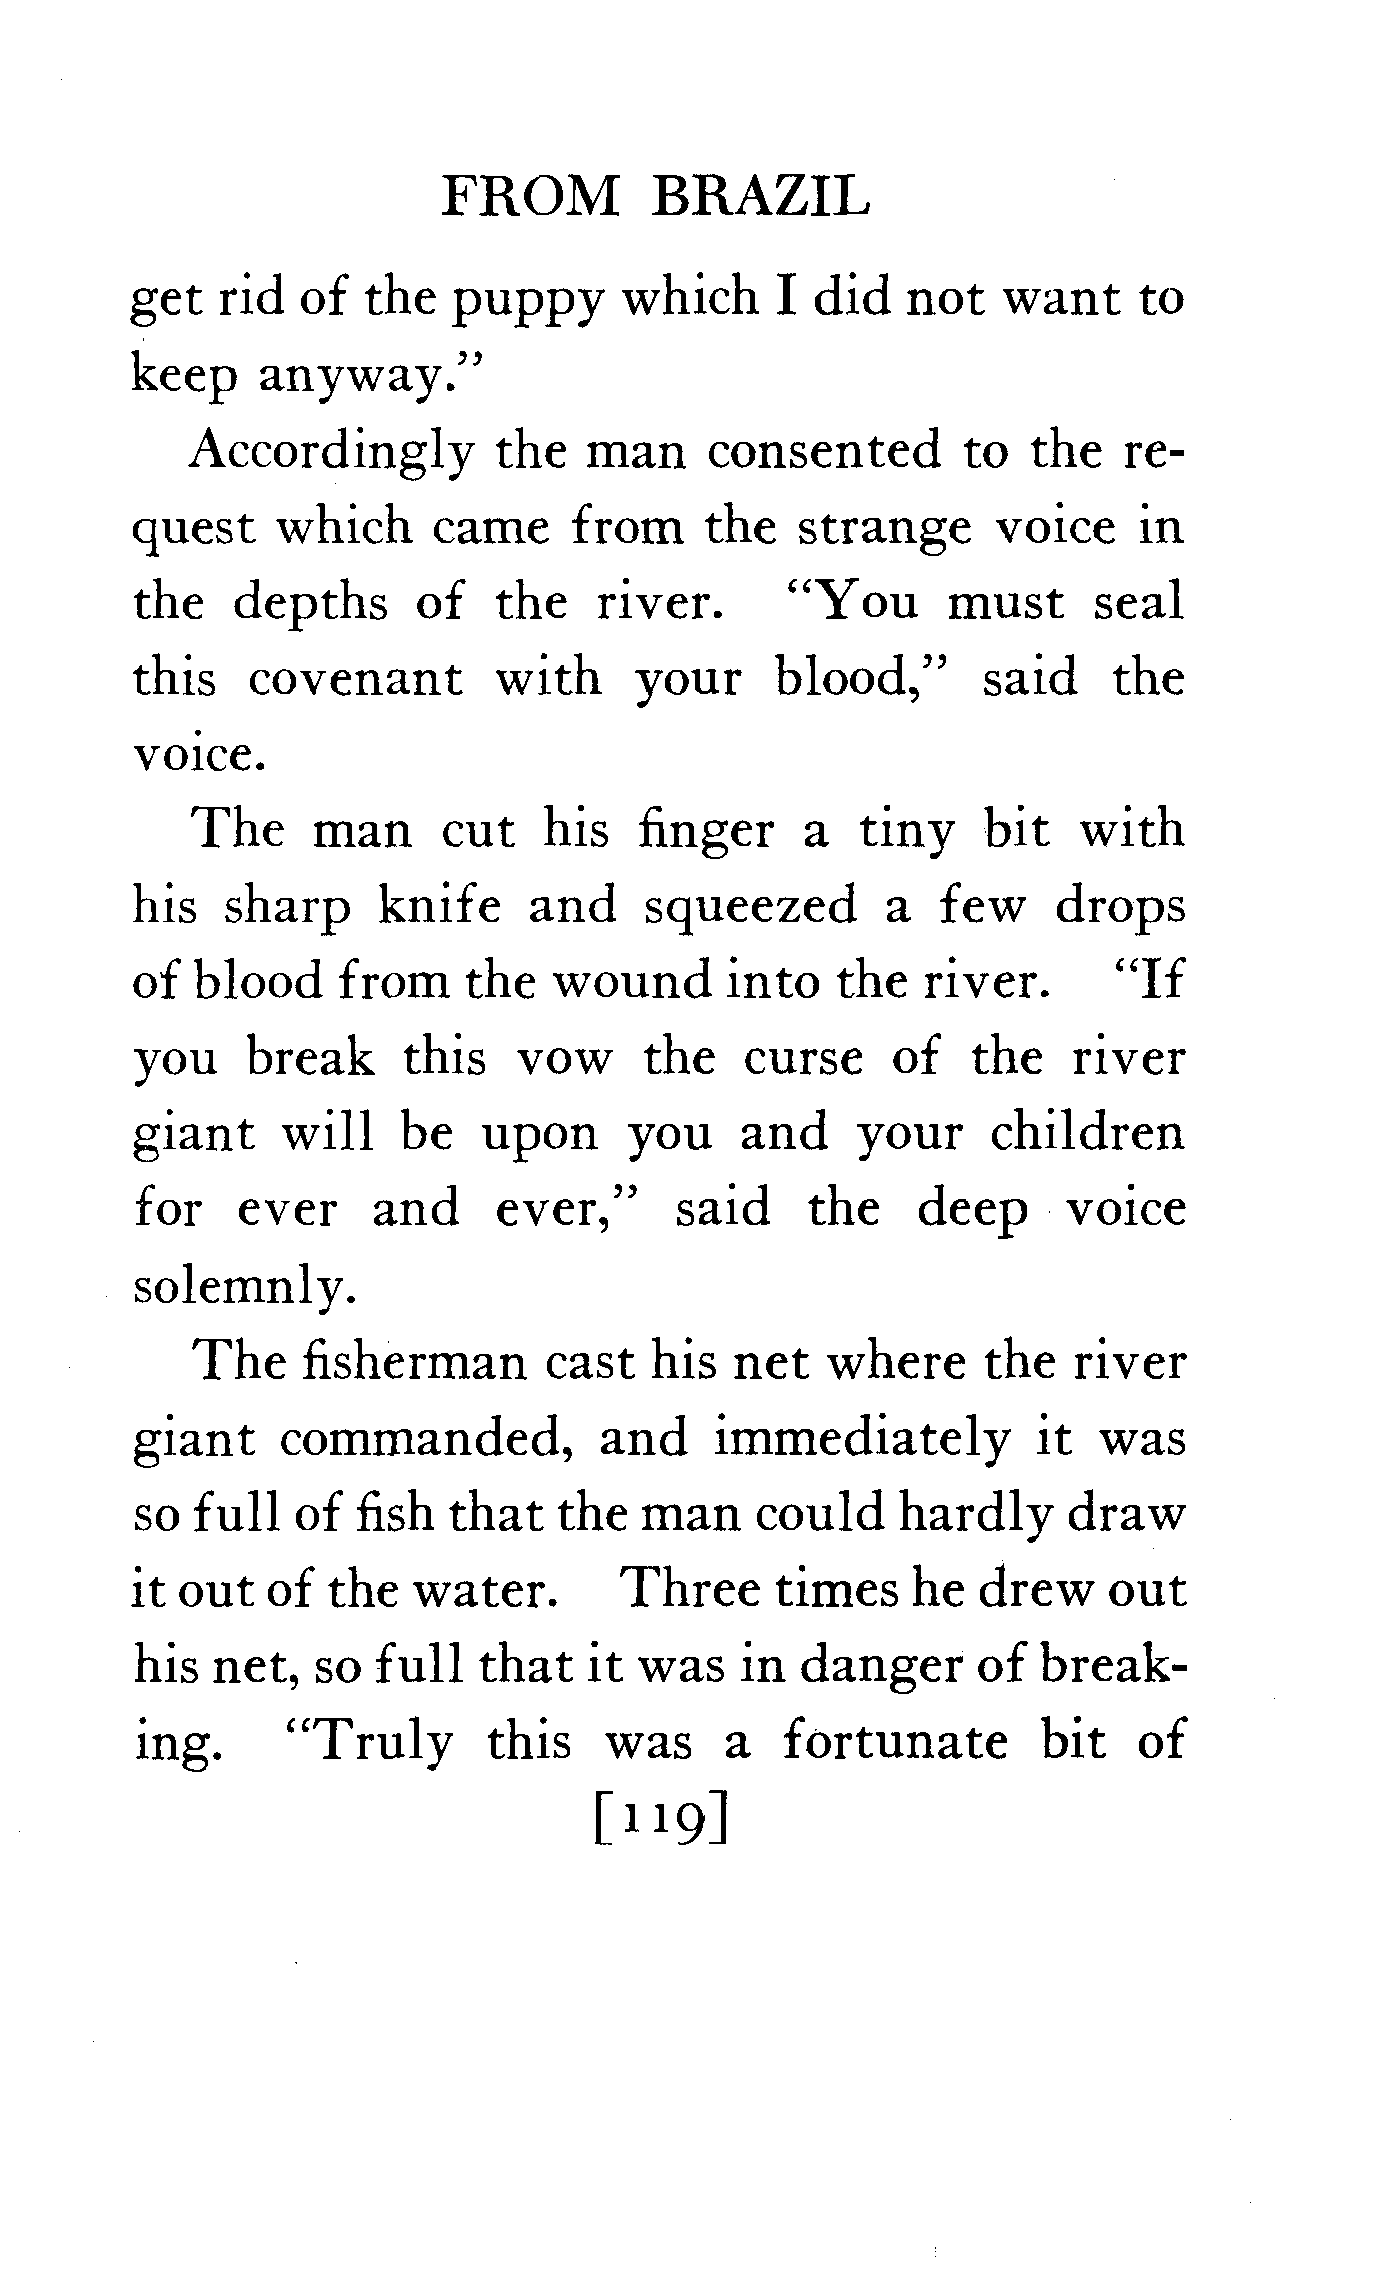 FROM BRAZIL
get rid of the puppy which I did not want to
keep anyway."
Accordingly the man consented to the re-
quest which came from the strange voice in
the depths of the river. "You must seal
this covenant with your blood," said the
voice.
The man cut his finger a tiny bit with
his sharp knife and squeezed a few drops
of blood from the wound into the river. "If
you break this vow the curse of the river
giant will be upon you and your children
for ever and ever," said the deep voice
solemnly.
The fisherman cast his net where the river
giant commanded, and immediately it was
so full of fish that the man could hardly draw
it out of the water. Three times he drew out
his net, so full that it was in danger of break-
ing. "Truly this was a fortunate bit of
[119]